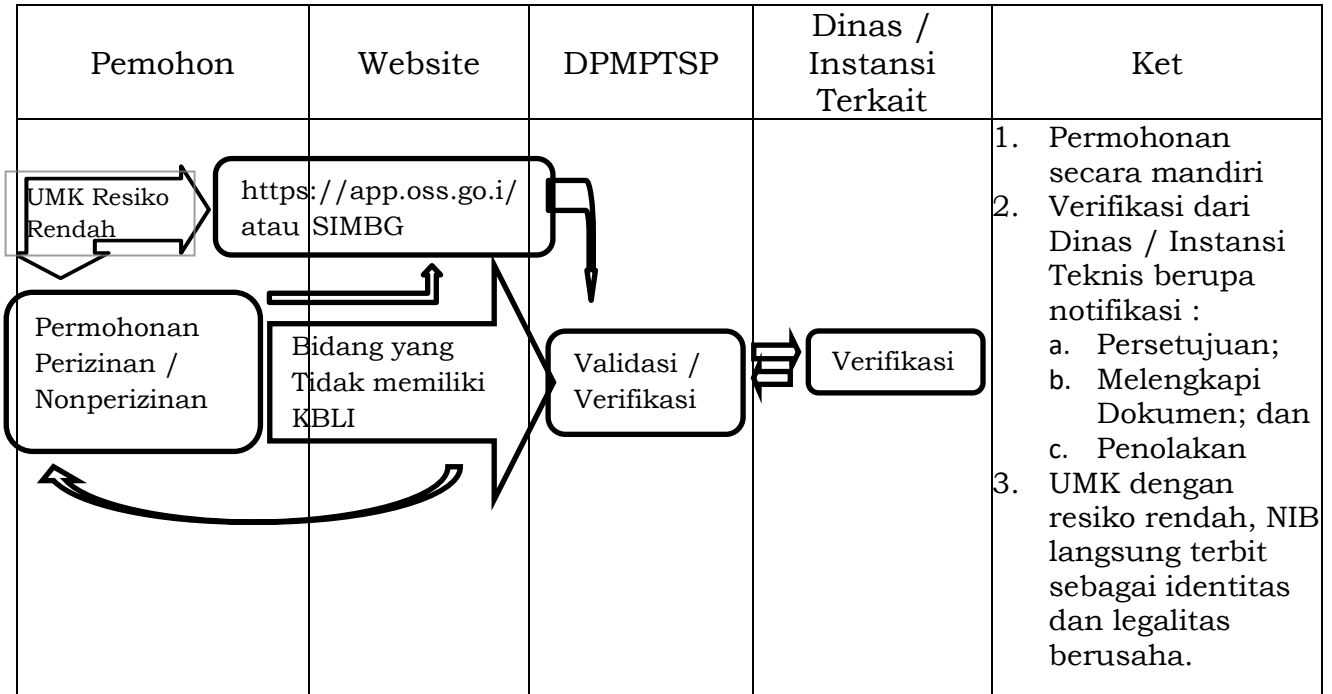 Pemohon
Website
DPMPTSP
Dinas /
Instansi
Terkait
Ket
UMK Resiko
Rendah
https://app.oss.go.i/
atau SIMBG
Permohonan
Perizinan /
Nonperizinan
Bidang yang
Tidak memiliki
KBLI
Validasi /
Verifikasi
Verifikasi
1. Permohonan
secara mandiri
2. Verifikasi dari
Dinas / Instansi
Teknis berupa
notifikasi :
a. Persetujuan;
b. Melengkapi
Dokumen; dan
c. Penolakan
3. UMK dengan
resiko rendah, NIB
langsung terbit
sebagai identitas
dan legalitas
berusaha.